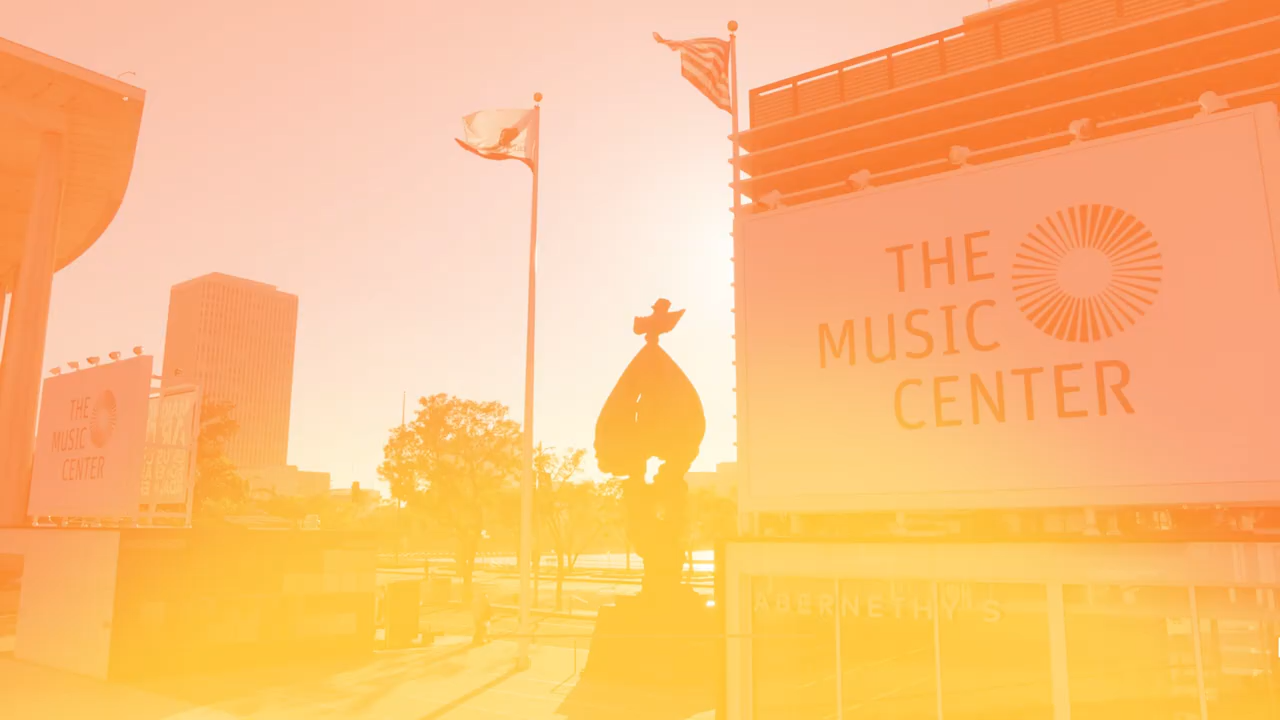 THE
MUSIC
CENTER
THE
MUSIC
CENTER
ABERNETHY'S